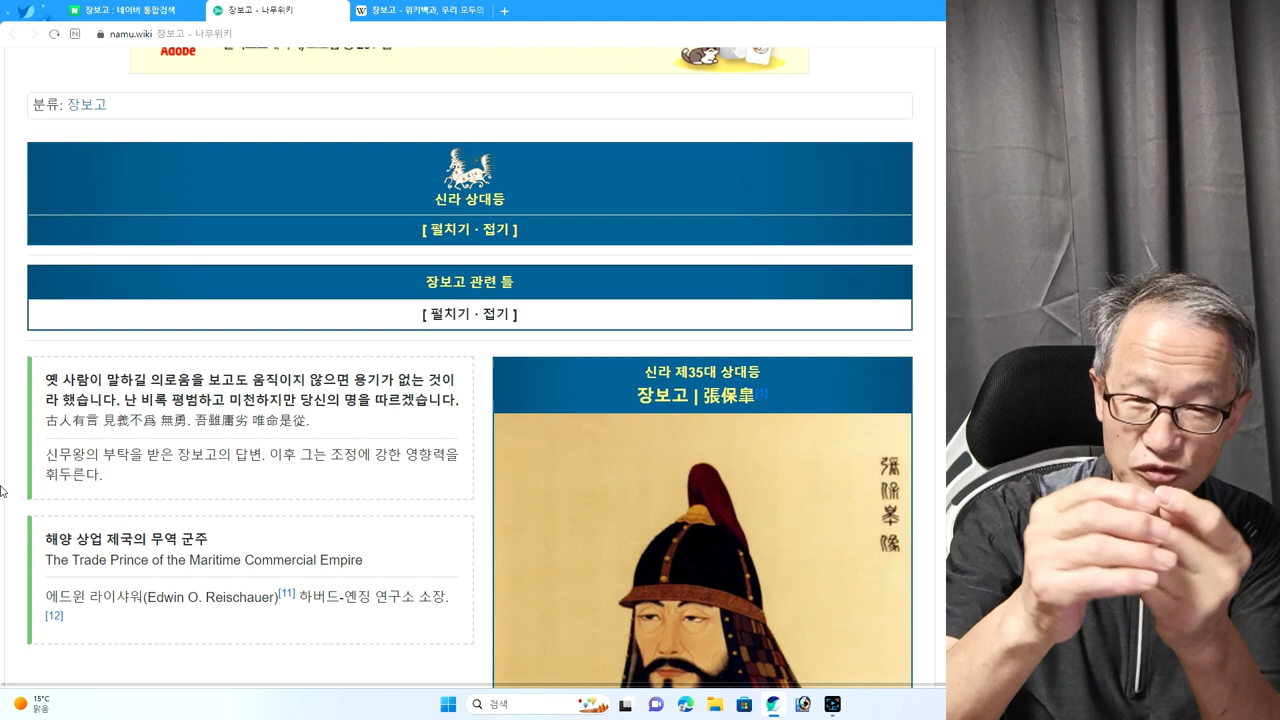 장보고 : 네이버 통합검색
장보고 - 나무위키
장보고 - 위키백과, 우리 모두의
namu.wiki 장보고 - 나무위키
Adobe
분류: 장보고
신라 상대등
[ 펼치기 · 접기 ]
장보고 관련 틀
[ 펼치기 · 접기 ]
옛 사람이 말하길 의로움을 보고도 움직이지 않으면 용기가 없는 것이
라 했습니다. 난 비록 평범하고 미천하지만 당신의 명을 따르겠습니다.
古人有言 見義不爲 無勇. 吾雖庸劣 唯命是從.
신무왕의 부탁을 받은 장보고의 답변. 이후 그는 조정에 강한 영향력을
휘두른다.
해양 상업 제국의 무역 군주
The Trade Prince of the Maritime Commercial Empire
에드윈 라이샤워(Edwin O. Reischauer)[11] 하버드-옌징 연구소 소장.
[12]
신라 제35대 상대등
장보고 | 張保皐[1]
15°C
맑음
검색